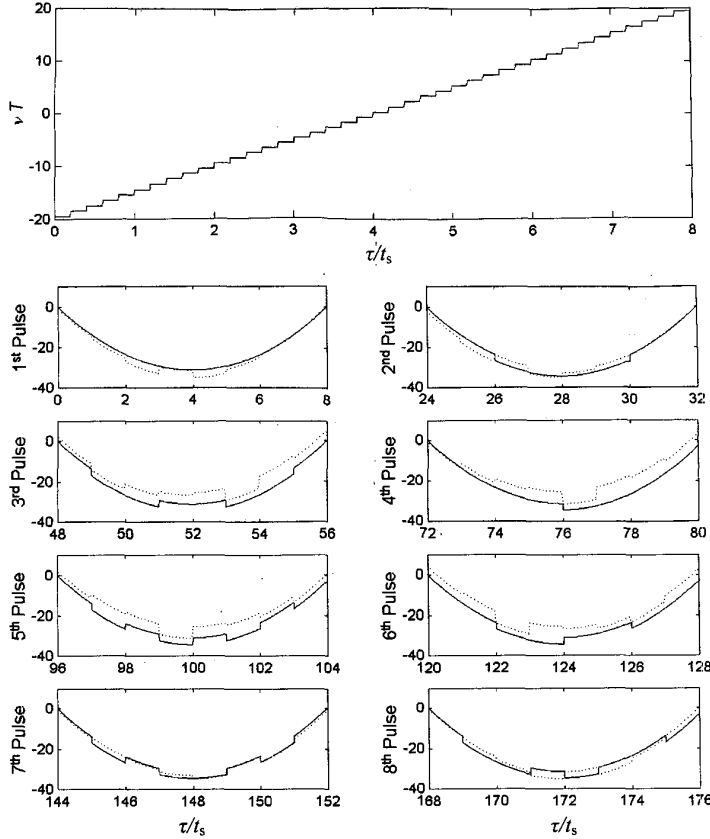 20
10
ν T
0
-10
-20
0 1 2 3 4 5 6 7 8
τ/tₛ
0
1ˢᵗ Pulse
-20
-40
0 2 4 6 8
0
2ⁿᵈ Pulse
-20
-40
24 26 28 30 32
0
3ʳᵈ Pulse
-20
-40
48 49 50 51 52 53 54 55 56
0
4ᵗʰ Pulse
-20
-40
72 74 76 78 80
0
5ᵗʰ Pulse
-20
-40
96 98 100 102 104
0
6ᵗʰ Pulse
-20
-40
120 122 124 126 128
0
7ᵗʰ Pulse
-20
-40
144 146 148 150 152
τ/tₛ
0
8ᵗʰ Pulse
-20
-40
168 170 172 174 176
τ/tₛ